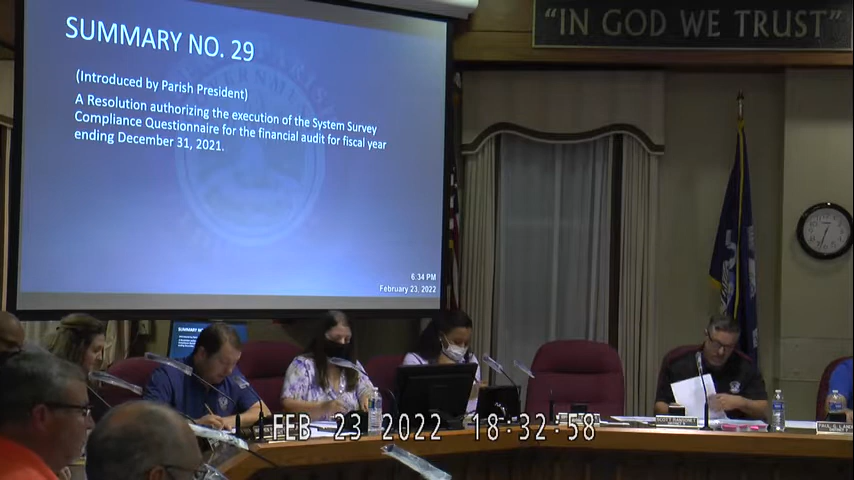 SUMMARY NO. 29
"IN GOD WE TRUST"
(Introduced by Parish President)
A Resolution authorizing the execution of the System Survey
Compliance Questionnaire for the financial audit for fiscal year
ending December 31, 2021.
6:34 PM
February 23, 2022
FEB 23 2022 18:32:58